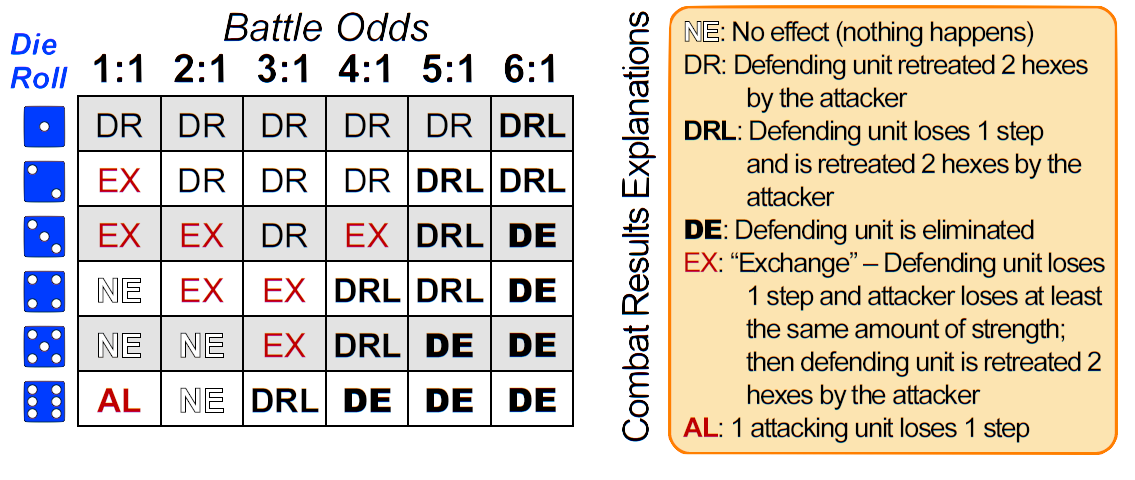 Battle Odds
Die
Roll
1:1 2:1 3:1 4:1 5:1 6:1
DR DR DR DR DR DRL
EX DR DR DR DRL DRL
EX EX DR EX DRL DE
NE EX EX DRL DRL DE
NE NE EX DRL DE DE
AL NE DRL DE DE DE
Combat Results Explanations
NE: No effect (nothing happens)
DR: Defending unit retreated 2 hexes
by the attacker
DRL: Defending unit loses 1 step
and is retreated 2 hexes by the
attacker
DE: Defending unit is eliminated
EX: “Exchange” – Defending unit loses
1 step and attacker loses at least
the same amount of strength;
then defending unit is retreated 2
hexes by the attacker
AL: 1 attacking unit loses 1 step